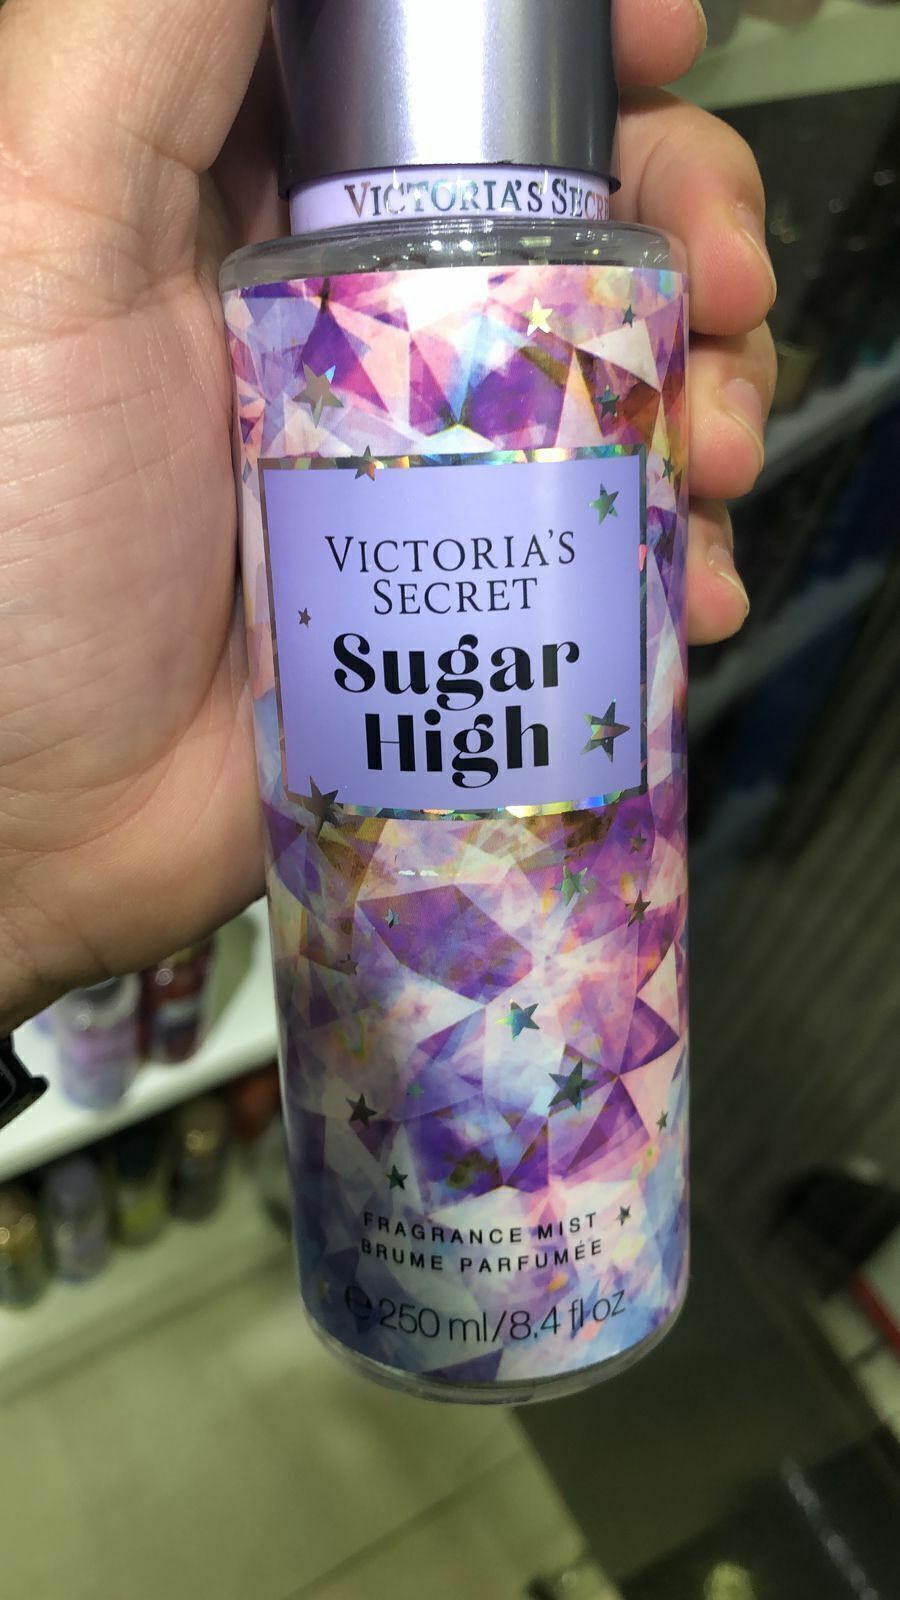 VICTORIA'S SECRE
VICTORIA'S
SECRET
Sugar
High
FRAGRANCE MIST
BRUME PARFUMÉE
℮ 250 ml/8.4 fl oz